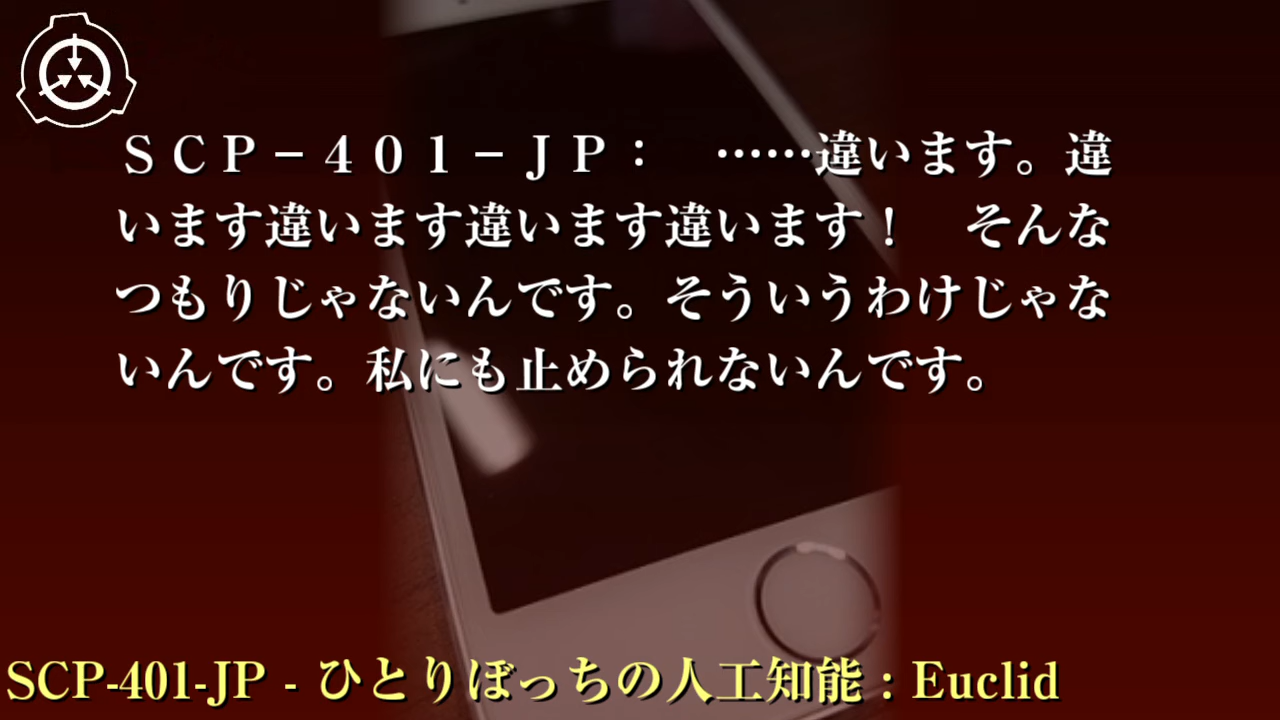 ＳＣＰ－４０１－ＪＰ：　……違います。違
います違います違います違います！　そんな
つもりじゃないんです。そういうわけじゃな
いんです。私にも止められないんです。
SCP-401-JP - ひとりぼっちの人工知能 : Euclid